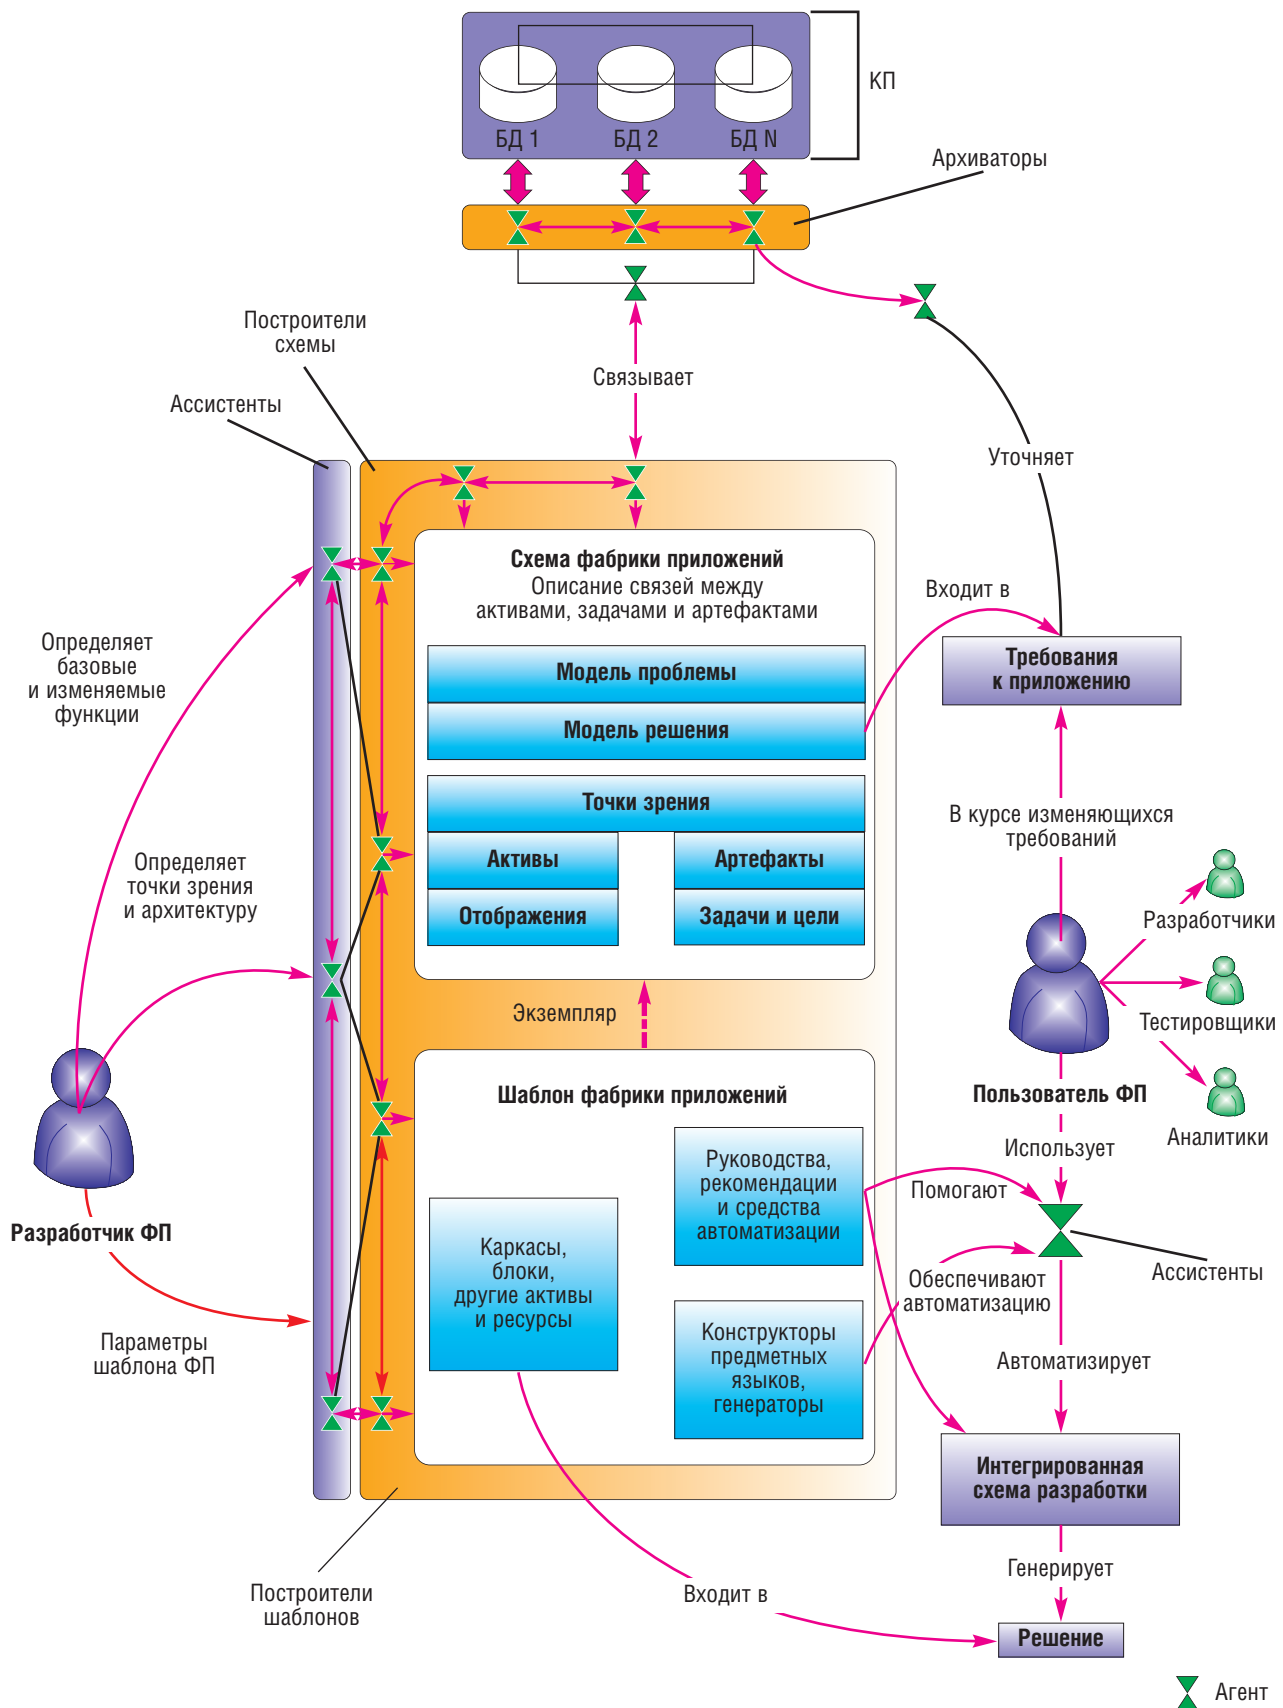 КП
БД 1
БД 2
БД N
Архиваторы
Построители
схемы
Связывает
Ассистенты
Уточняет
Схема фабрики приложений
Описание связей между
активами, задачами и артефактами
Входит в
Определяет
базовые
и изменяемые
функции
Модель проблемы
Модель решения
Требования
к приложению
Точки зрения
Активы
Артефакты
Отображения
Задачи и цели
В курсе изменяющихся
требований
Определяет
точки зрения
и архитектуру
Разработчики
Тестировщики
Аналитики
Экземпляр
Пользователь ФП
Шаблон фабрики приложений
Использует
Руководства,
рекомендации
и средства
автоматизации
Помогают
Разработчик ФП
Каркасы,
блоки,
другие активы
и ресурсы
Обеспечивают
автоматизацию
Ассистенты
Параметры
шаблона ФП
Конструкторы
предметных
языков,
генераторы
Автоматизирует
Интегрированная
схема разработки
Генерирует
Построители
шаблонов
Входит в
Решение
Агент